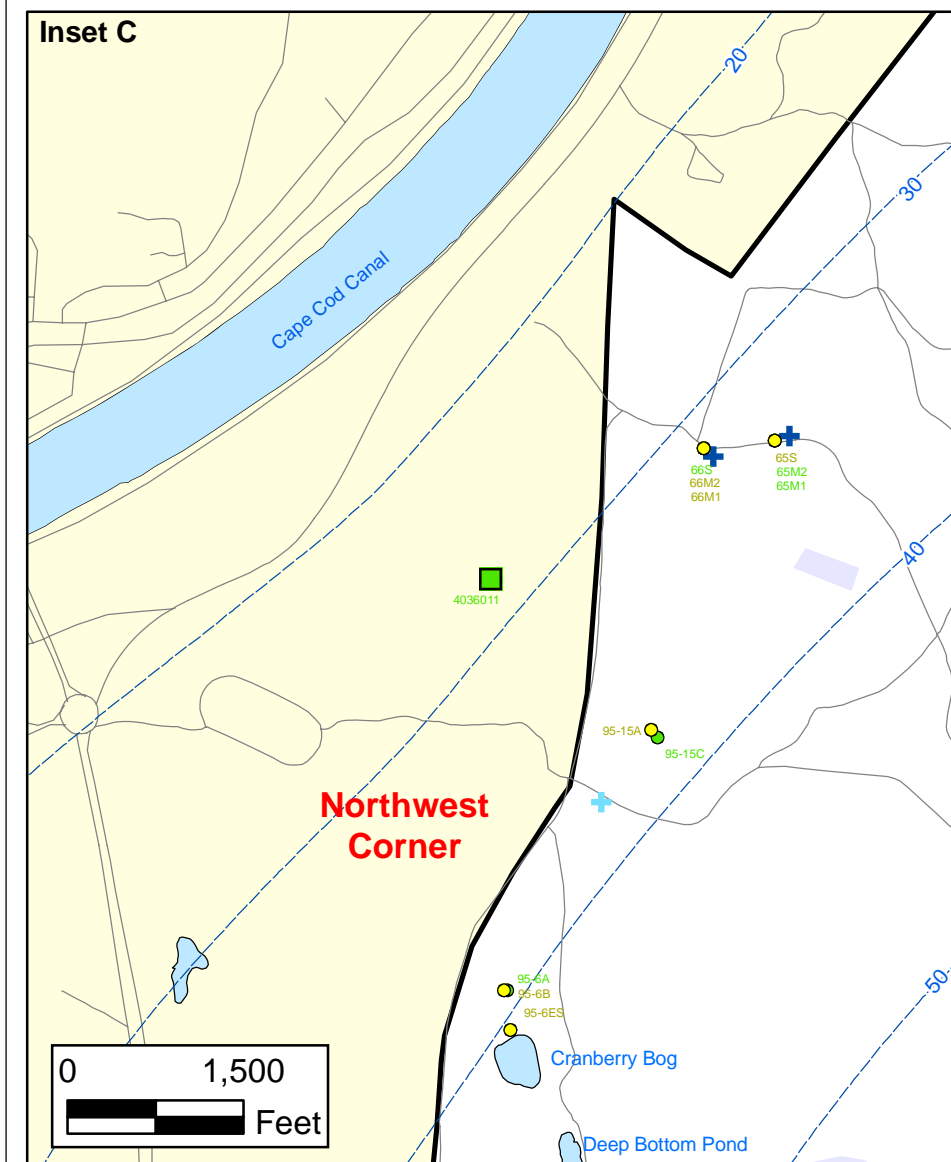 Inset C
20
30
Cape Cod Canal
65S
65M2
65M1
66S
66M2
66M1
40
4036011
95-15A
95-15C
Northwest
Corner
95-6A
95-6B
95-6ES
50
Cranberry Bog
0 1,500
Feet
Deep Bottom Pond